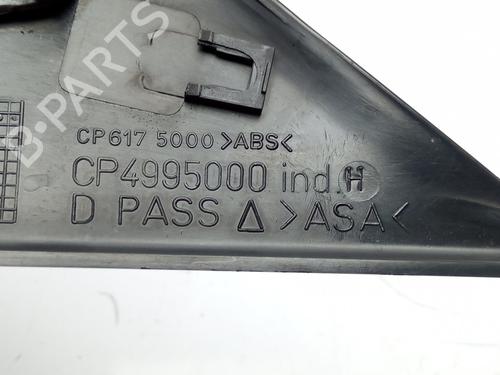 B-PARTS
CP617 5000 >ABS<
CP4995000 ind.H
D PASS △ >ASA<